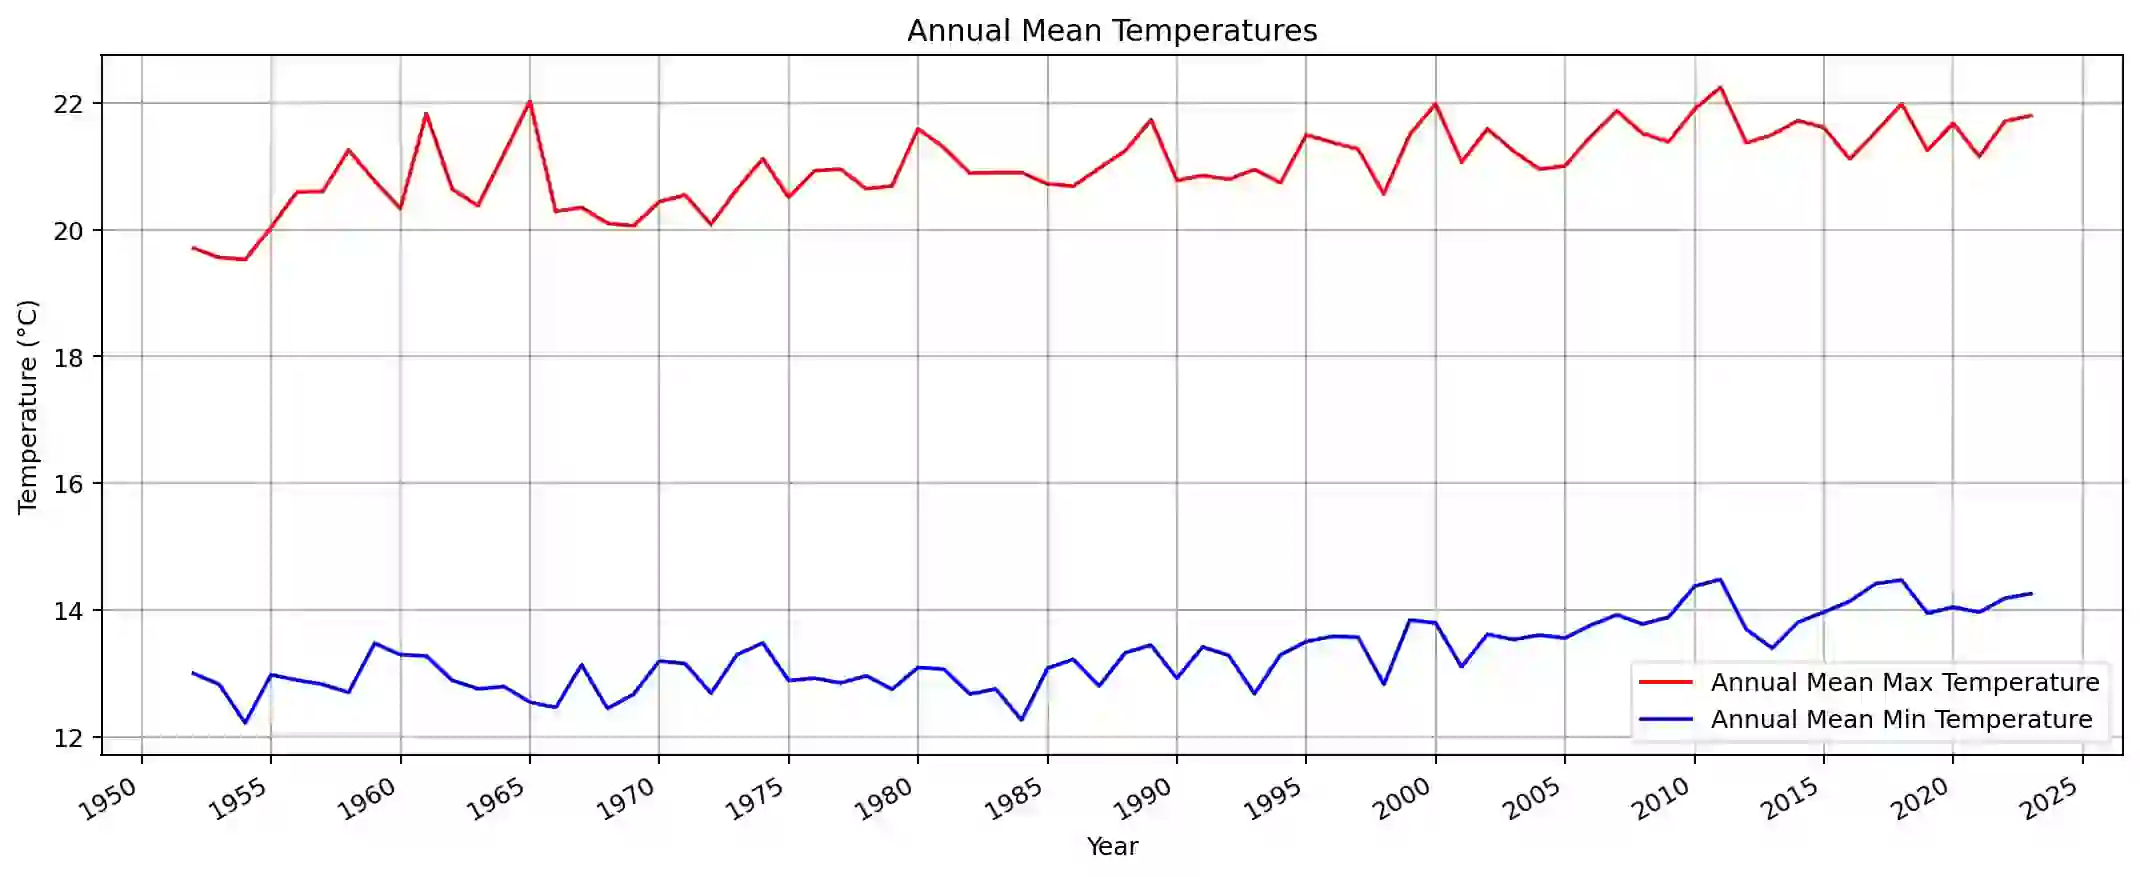 Annual Mean Temperatures
Temperature (°C)
22
20
18
16
14
12
Annual Mean Max Temperature
Annual Mean Min Temperature
1950 1955 1960 1965 1970 1975 1980 1985 1990 1995 2000 2005 2010 2015 2020 2025
Year